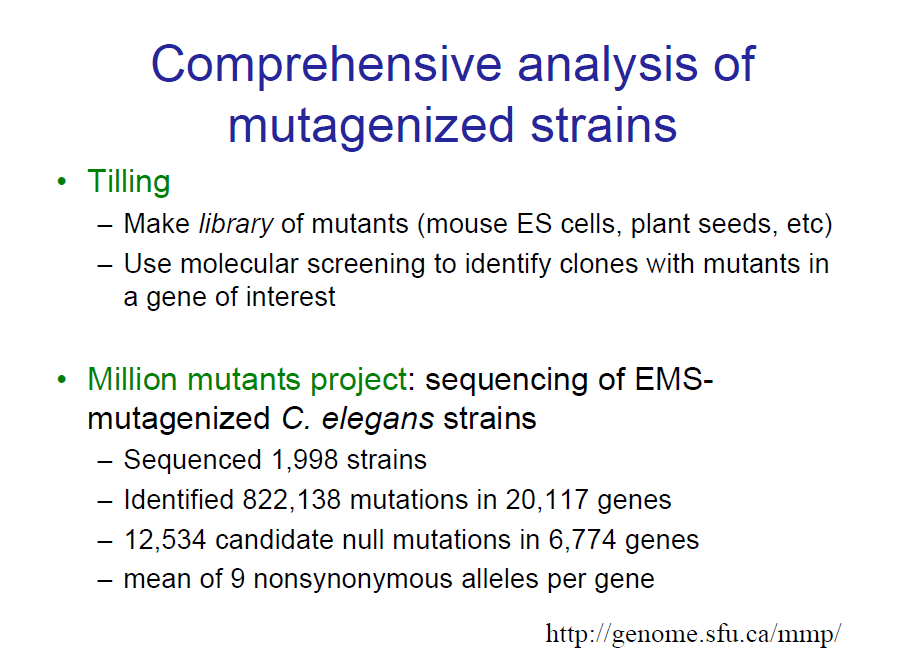 Comprehensive analysis of
mutagenized strains
• Tilling
– Make library of mutants (mouse ES cells, plant seeds, etc)
– Use molecular screening to identify clones with mutants in
a gene of interest
• Million mutants project: sequencing of EMS-
mutagenized C. elegans strains
– Sequenced 1,998 strains
– Identified 822,138 mutations in 20,117 genes
– 12,534 candidate null mutations in 6,774 genes
– mean of 9 nonsynonymous alleles per gene
http://genome.sfu.ca/mmp/